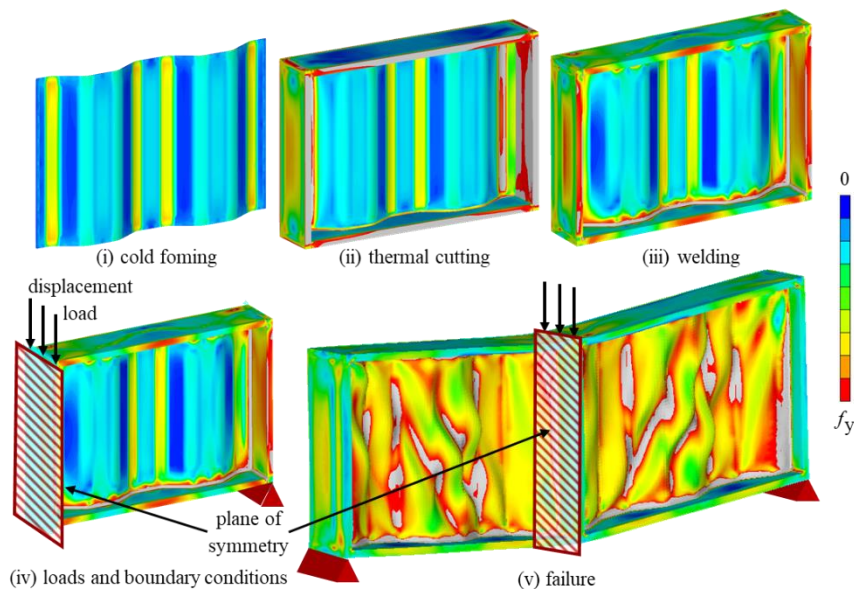 (i) cold foming
(ii) thermal cutting
(iii) welding
0
f_y
displacement
load
plane of
symmetry
(iv) loads and boundary conditions
(v) failure